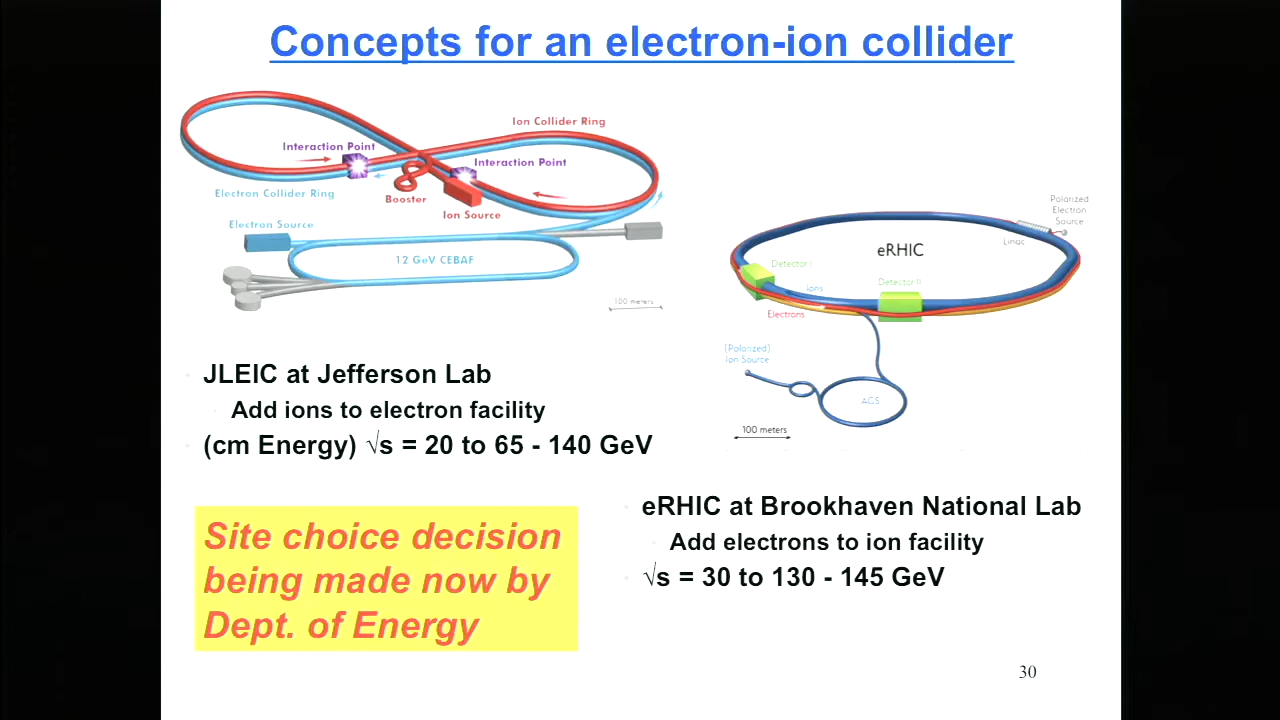 Concepts for an electron-ion collider
Ion Collider Ring
Interaction Point
Interaction Point
Electron Collider Ring
Booster
Ion Source
Electron Source
12 GeV CEBAF
100 meters
Polarized
Electron
Source
Linac
eRHIC
Detector I
Ions
Detector II
Electrons
(Polarized)
Ion Source
AGS
100 meters
JLEIC at Jefferson Lab
Add ions to electron facility
(cm Energy) √s = 20 to 65 - 140 GeV
eRHIC at Brookhaven National Lab
Add electrons to ion facility
√s = 30 to 130 - 145 GeV
Site choice decision
being made now by
Dept. of Energy
30